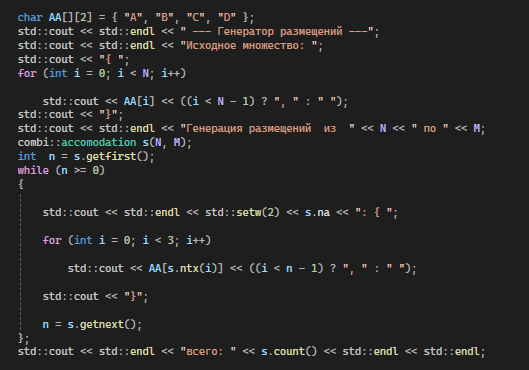 char AA[][2] = { "A", "B", "C", "D" };
std::cout << std::endl << " --- Генератор размещений ---";
std::cout << std::endl << "Исходное множество: ";
std::cout << "{ ";
for (int i = 0; i < N; i++)
std::cout << AA[i] << ((i < N - 1) ? ", " : " ");
std::cout << "}";
std::cout << std::endl << "Генерация размещений  из  " << N << " по " << M;
combi::accomodation s(N, M);
int  n = s.getfirst();
while (n >= 0)
{
std::cout << std::endl << std::setw(2) << s.na << ": { ";
for (int i = 0; i < 3; i++)
std::cout << AA[s.ntx(i)] << ((i < n - 1) ? ", " : " ");
std::cout << "}";
n = s.getnext();
};
std::cout << std::endl << "всего: " << s.count() << std::endl << std::endl;